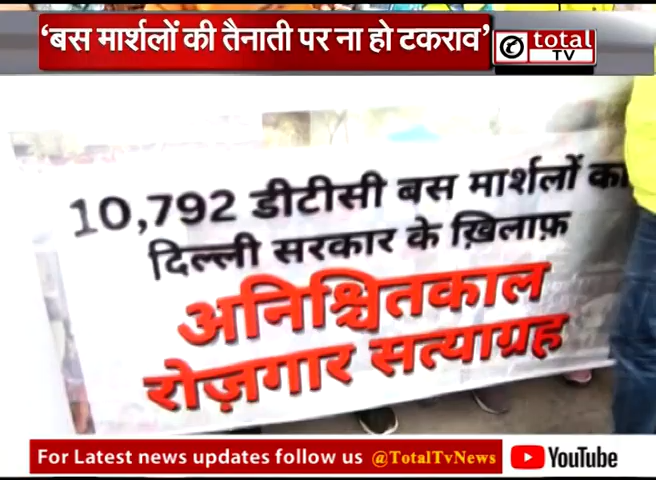 ‘बस मार्शलों की तैनाती पर ना हो टकराव’
total
TV
10,792 डीटीसी बस मार्शलों का
दिल्ली सरकार के ख़िलाफ़
अनिश्चितकाल
रोज़गार सत्याग्रह
For Latest news updates follow us @TotalTvNews
YouTube